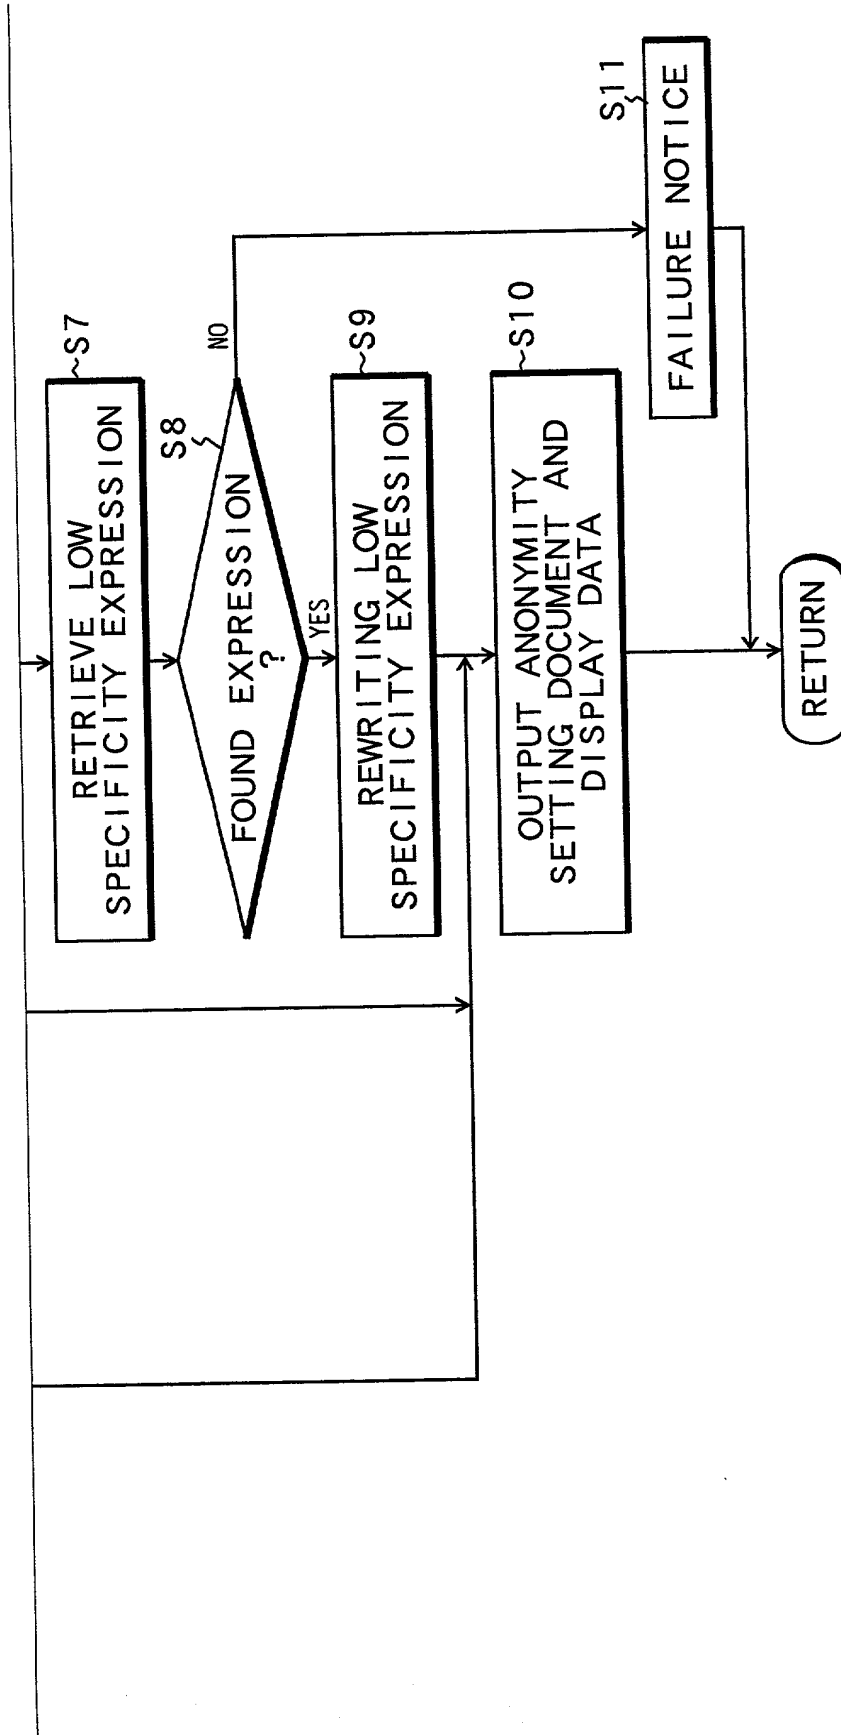 S7
RETRIEVE LOW
SPECIFICITY EXPRESSION
S8
FOUND EXPRESSION
?
NO
YES
S9
REWRITING LOW
SPECIFICITY EXPRESSION
S10
OUTPUT ANONYMITY
SETTING DOCUMENT AND
DISPLAY DATA
S11
FAILURE NOTICE
RETURN